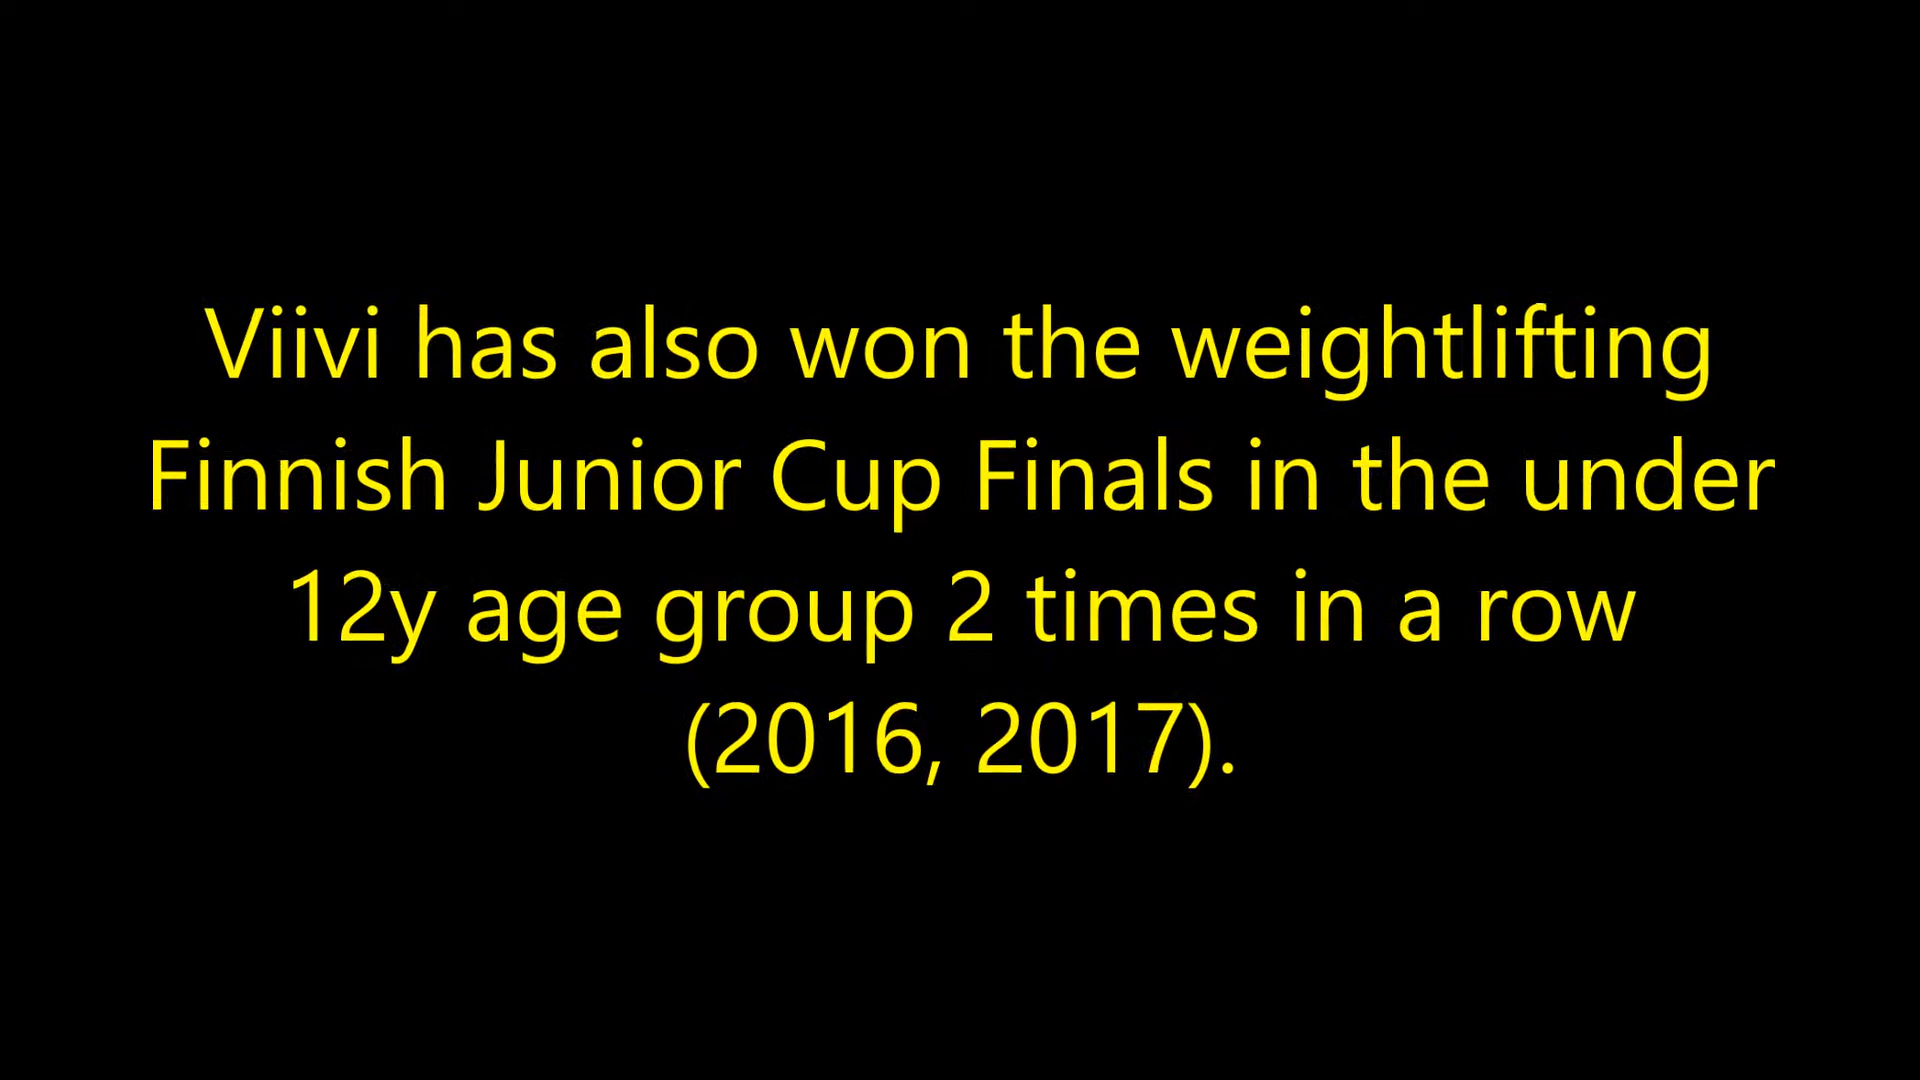 Viivi has also won the weightlifting
Finnish Junior Cup Finals in the under
12y age group 2 times in a row
(2016, 2017).